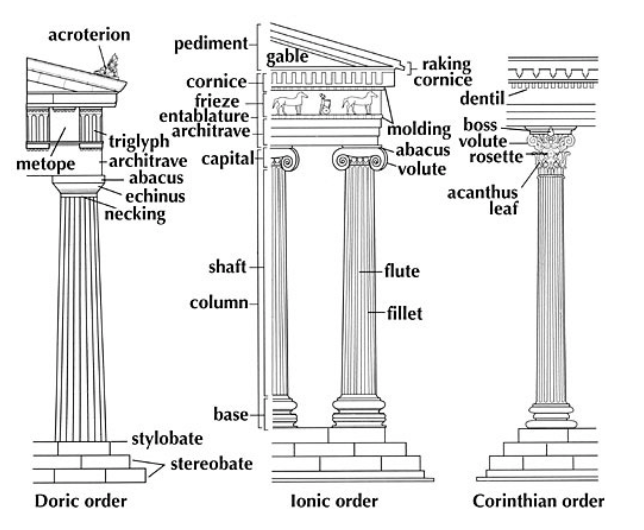 acroterion
metope
triglyph
architrave
abacus
echinus
necking
stylobate
stereobate
Doric order
pediment
gable
raking
cornice
cornice
frieze
entablature
architrave
molding
capital
abacus
volute
shaft
column
flute
fillet
base
Ionic order
dentil
boss
volute
rosette
acanthus
leaf
Corinthian order